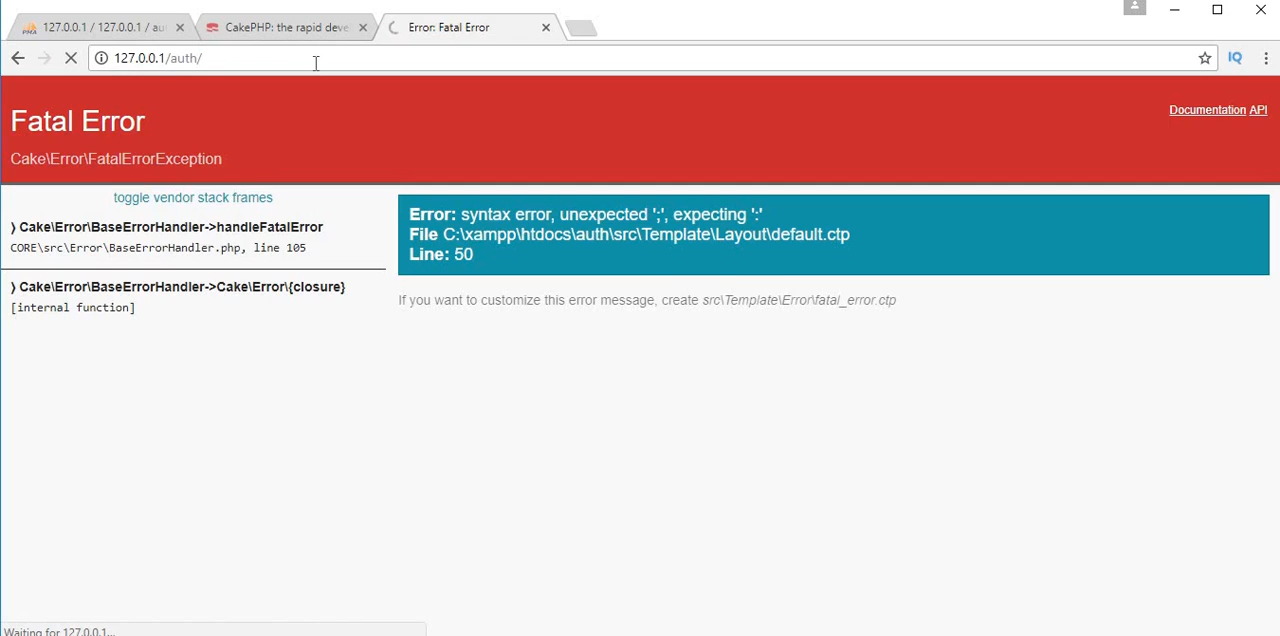 127.0.0.1 / 127.0.0.1 / au
CakePHP: the rapid deve
Error: Fatal Error
127.0.0.1/auth/
IQ
Fatal Error
Documentation API
Cake\Error\FatalErrorException
toggle vendor stack frames
⟩ Cake\Error\BaseErrorHandler->handleFatalError
CORE\src\Error\BaseErrorHandler.php, line 105
⟩ Cake\Error\BaseErrorHandler->Cake\Error\{closure}
[internal function]
Error: syntax error, unexpected ';', expecting ':'
File C:\xampp\htdocs\auth\src\Template\Layout\default.ctp
Line: 50
If you want to customize this error message, create src\Template\Error\fatal_error.ctp
Waiting for 127.0.0.1...